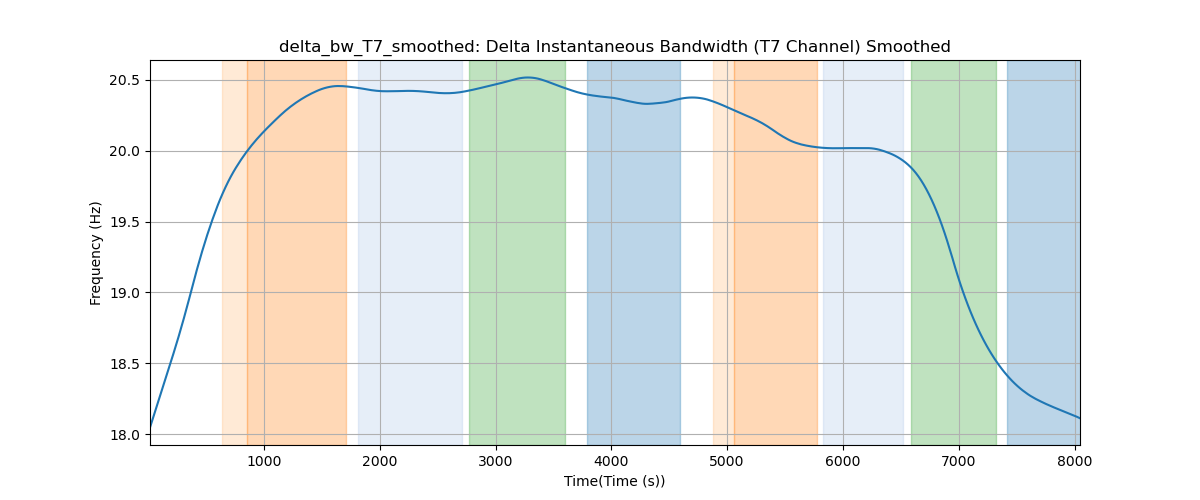 delta_bw_T7_smoothed: Delta Instantaneous Bandwidth (T7 Channel) Smoothed
Frequency (Hz)
20.5
20.0
19.5
19.0
18.5
18.0
1000 2000 3000 4000 5000 6000 7000 8000
Time(Time (s))